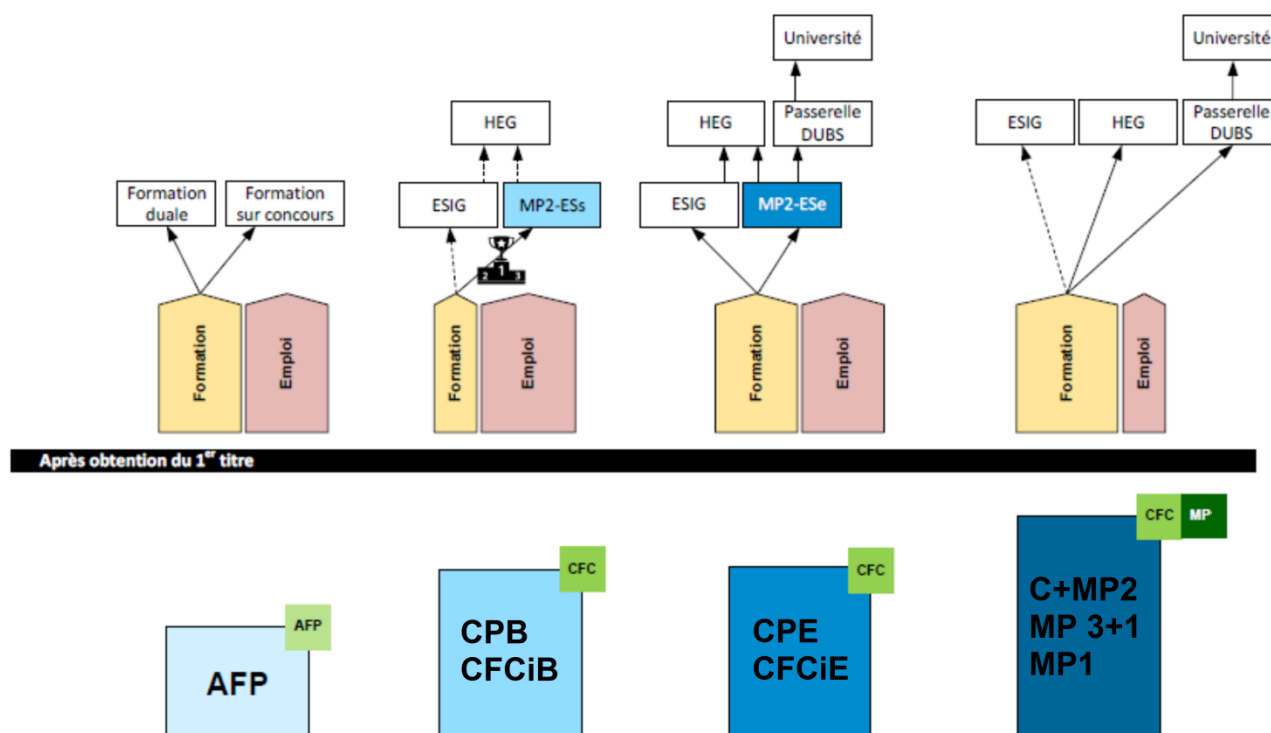 Université
Université
HEG
HEG
Passerelle
DUBS
ESIG
HEG
Passerelle
DUBS
Formation
duale
Formation
sur concours
ESIG
MP2-ESs
ESIG
MP2-ESe
2 1 3
Formation
Emploi
Formation
Emploi
Formation
Emploi
Formation
Emploi
Après obtention du 1er titre
CFC
MP
CFC
CFC
AFP
AFP
CPB
CFCiB
CPE
CFCiE
C+MP2
MP 3+1
MP1